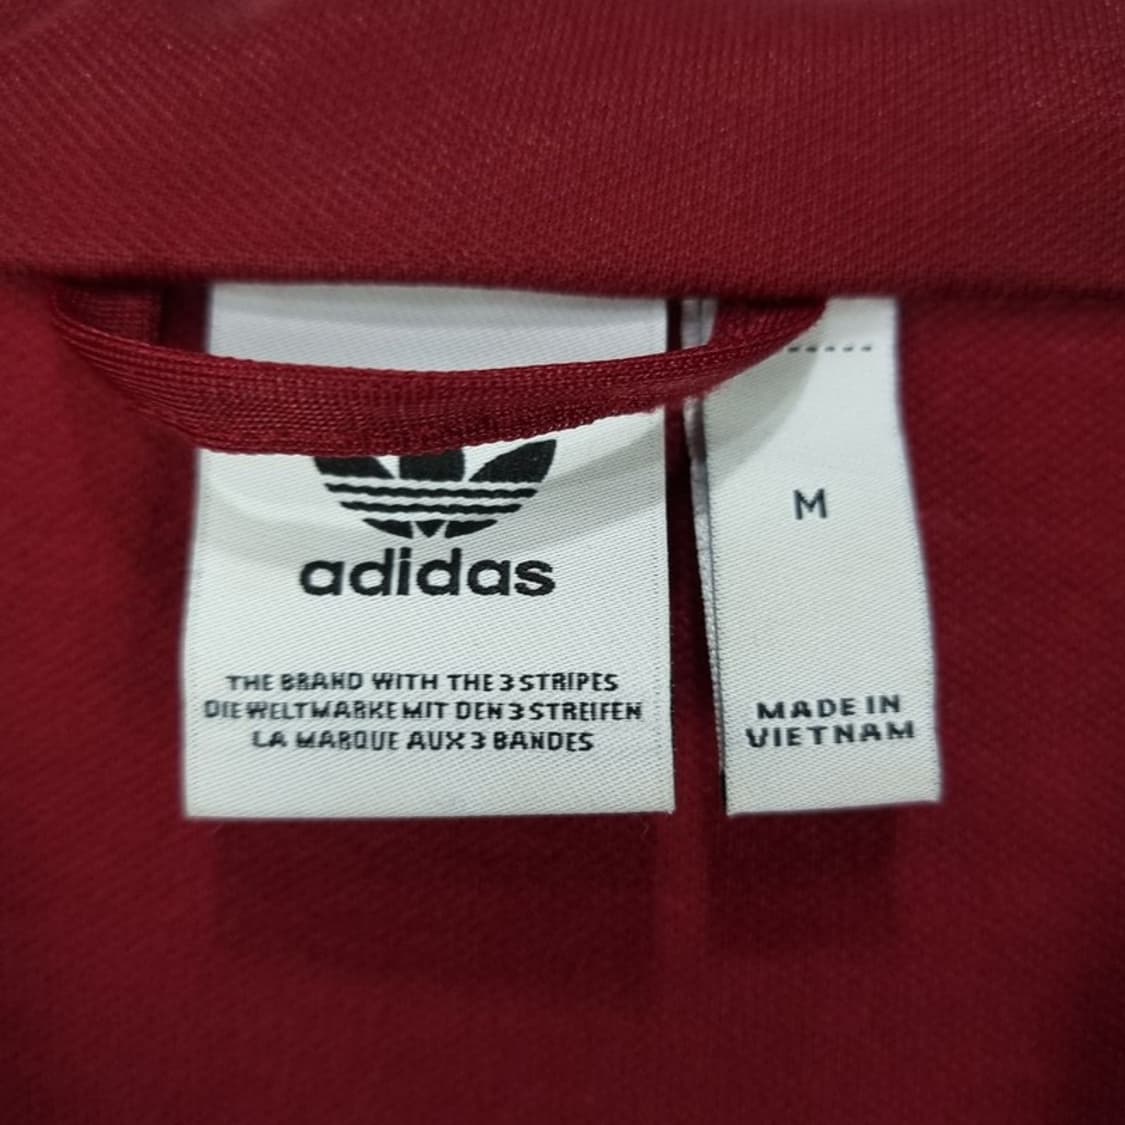 adidas
THE BRAND WITH THE 3 STRIPES
DIE WELTMARKE MIT DEN 3 STREIFEN
LA MARQUE AUX 3 BANDES
M
MADE IN
VIETNAM